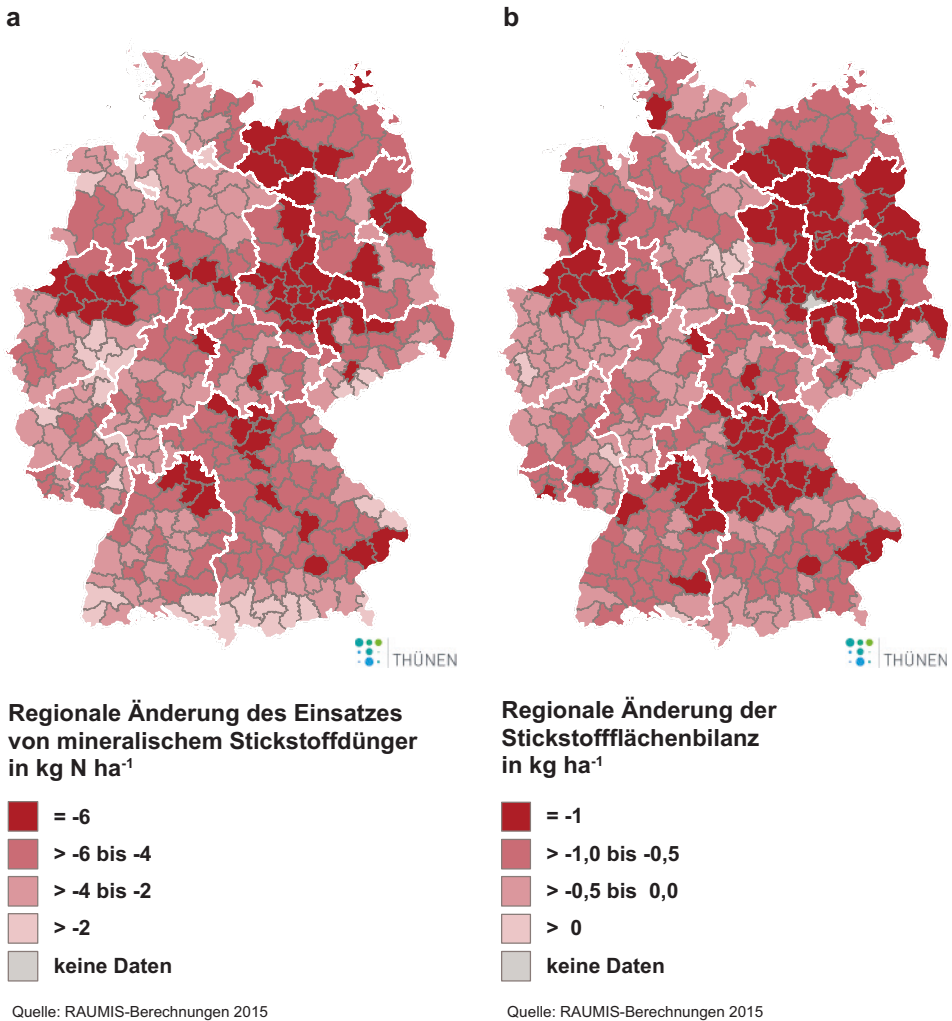 a
THÜNEN
Regionale Änderung des Einsatzes
von mineralischem Stickstoffdünger
in kg N ha⁻¹
= -6
> -6 bis -4
> -4 bis -2
> -2
keine Daten
Quelle: RAUMIS-Berechnungen 2015
b
THÜNEN
Regionale Änderung der
Stickstoffflächenbilanz
in kg ha⁻¹
= -1
> -1,0 bis -0,5
> -0,5 bis 0,0
> 0
keine Daten
Quelle: RAUMIS-Berechnungen 2015